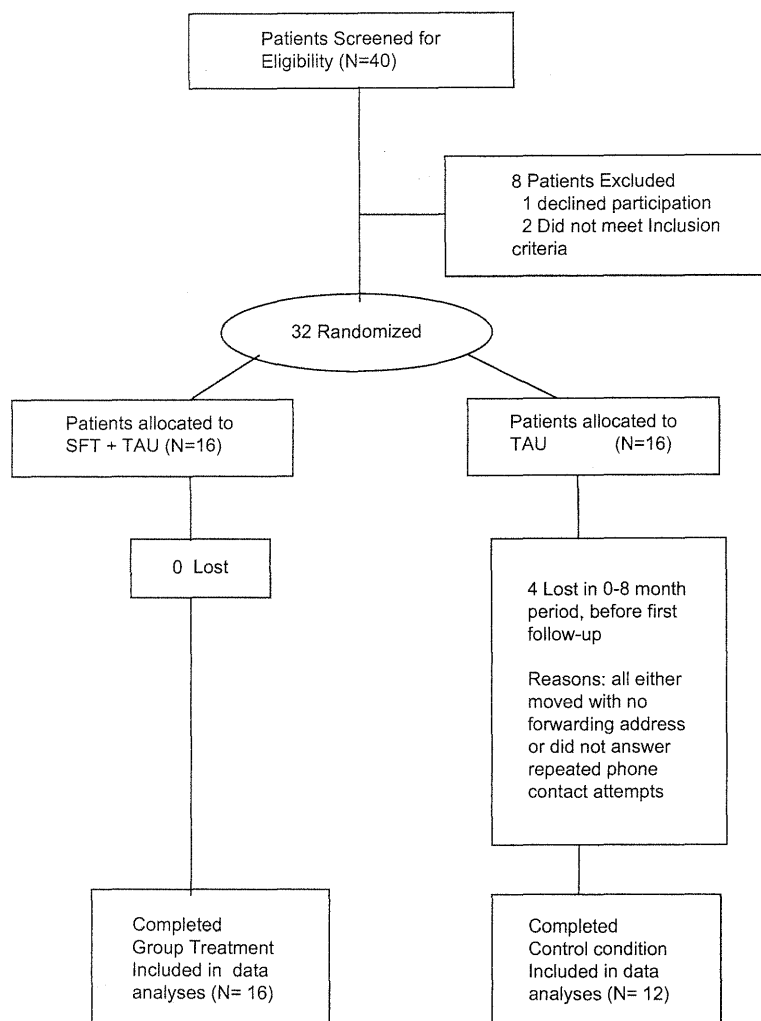 Patients Screened for
Eligibility (N=40)
8 Patients Excluded
1 declined participation
2 Did not meet Inclusion
criteria
32 Randomized
Patients allocated to
SFT + TAU (N=16)
Patients allocated to
TAU (N=16)
0 Lost
4 Lost in 0-8 month
period, before first
follow-up
Reasons: all either
moved with no
forwarding address
or did not answer
repeated phone
contact attempts
Completed
Group Treatment
Included in data
analyses (N= 16)
Completed
Control condition
Included in data
analyses (N= 12)